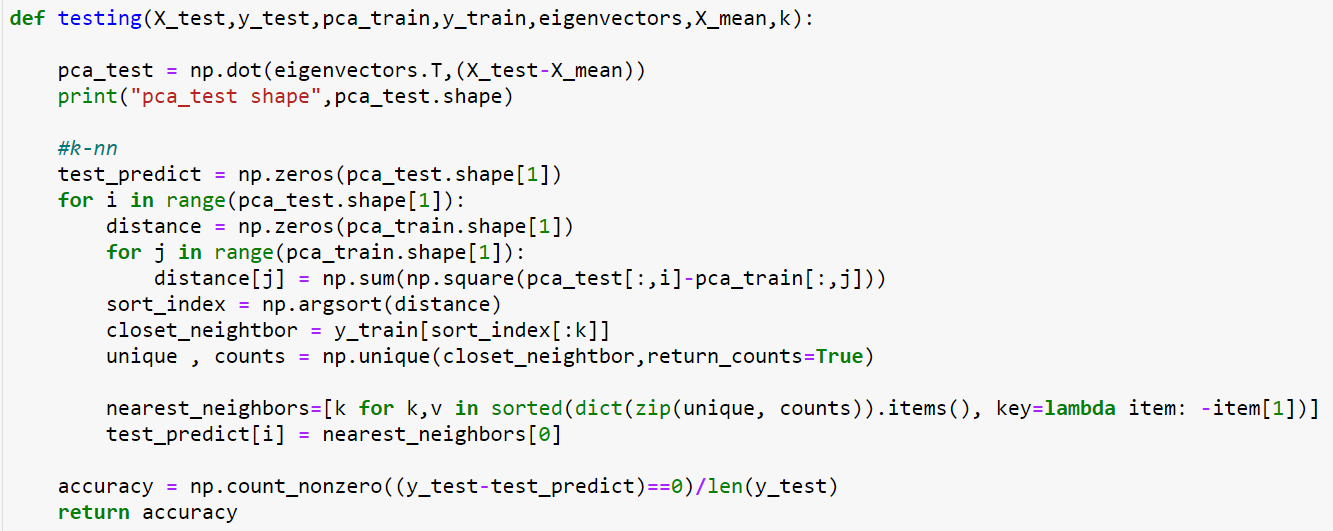 def testing(X_test,y_test,pca_train,y_train,eigenvectors,X_mean,k):
    pca_test = np.dot(eigenvectors.T,(X_test-X_mean))
    print("pca_test shape",pca_test.shape)
    #k-nn
    test_predict = np.zeros(pca_test.shape[1])
    for i in range(pca_test.shape[1]):
        distance = np.zeros(pca_train.shape[1])
        for j in range(pca_train.shape[1]):
            distance[j] = np.sum(np.square(pca_test[:,i]-pca_train[:,j]))
        sort_index = np.argsort(distance)
        closet_neightbor = y_train[sort_index[:k]]
        unique , counts = np.unique(closet_neightbor,return_counts=True)
        nearest_neighbors=[k for k,v in sorted(dict(zip(unique, counts)).items(), key=lambda item: -item[1])]
        test_predict[i] = nearest_neighbors[0]
    accuracy = np.count_nonzero((y_test-test_predict)==0)/len(y_test)
    return accuracy